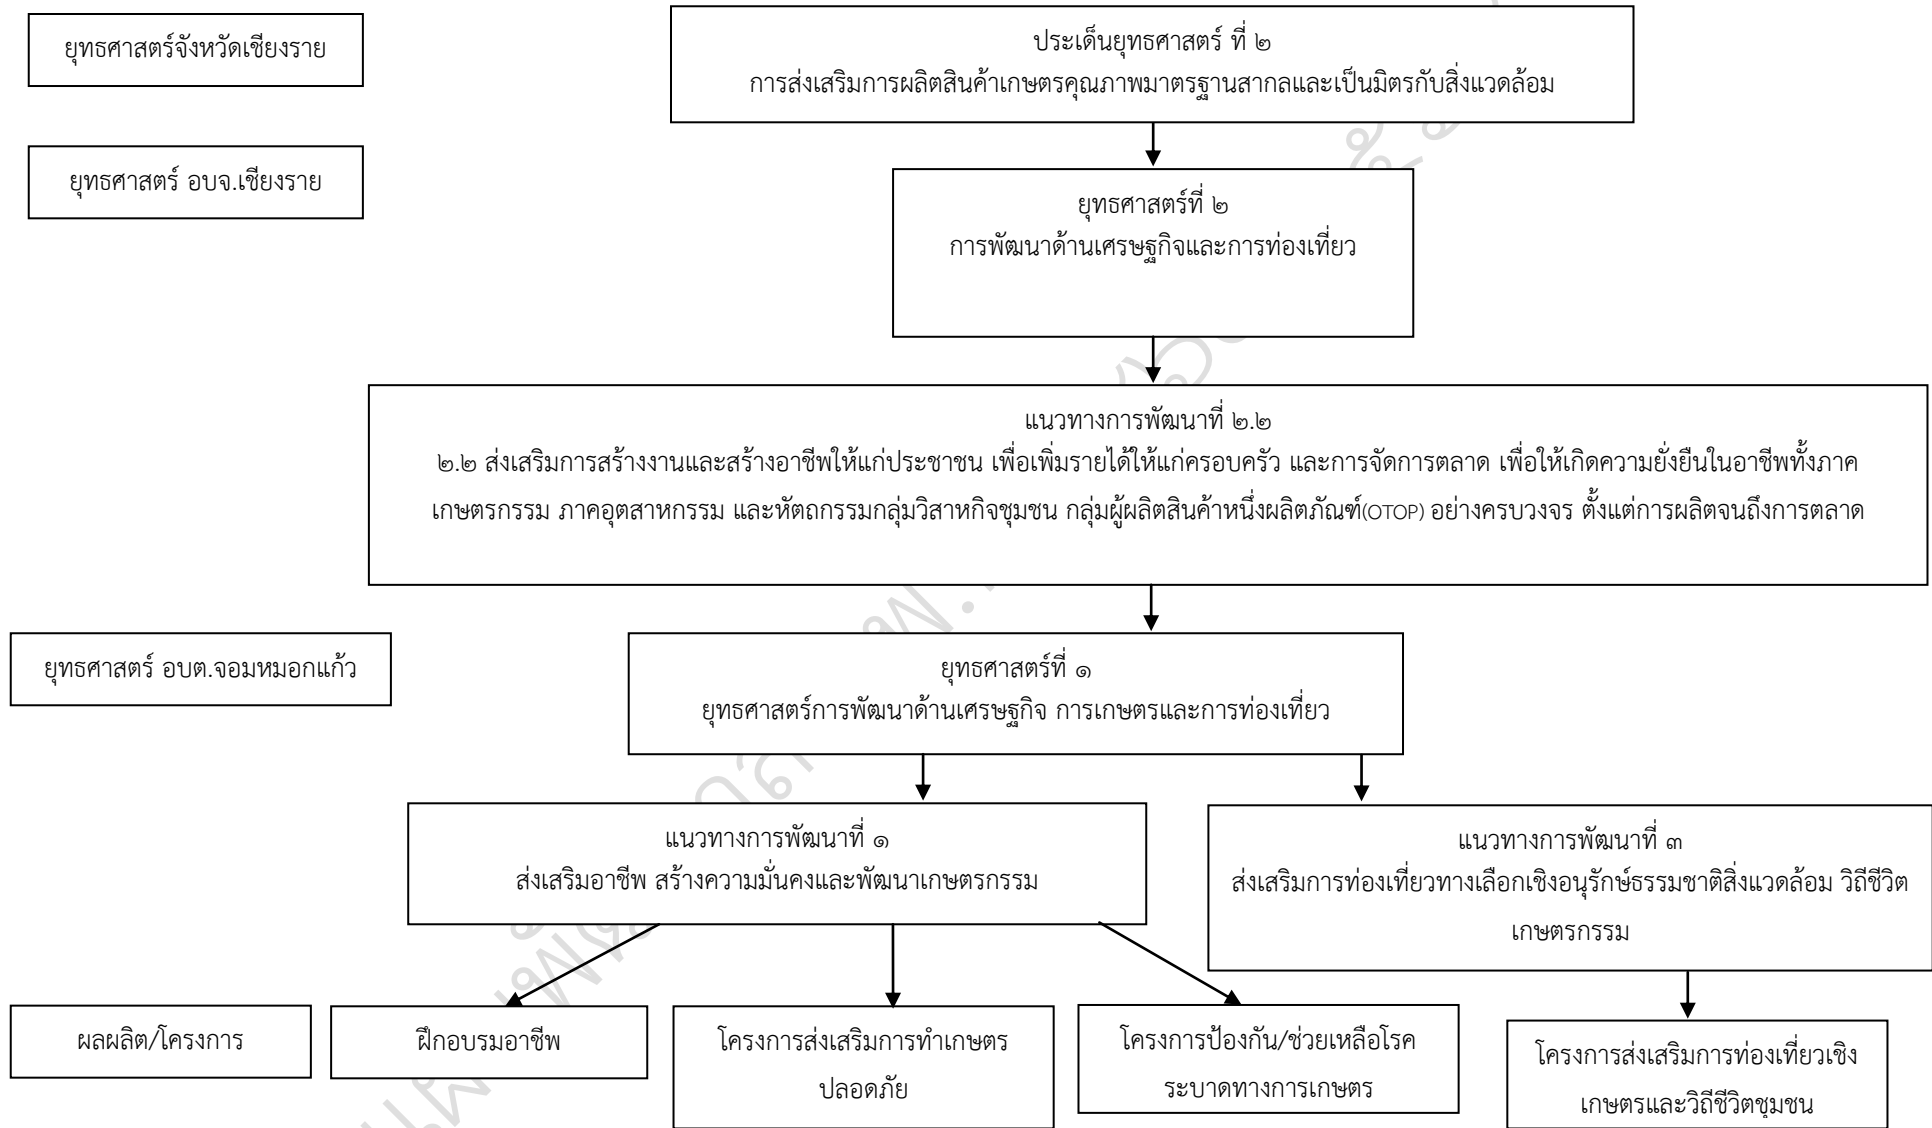 ยุทธศาสตร์จังหวัดเชียงราย
ประเด็นยุทธศาสตร์ ที่ ๒
การส่งเสริมการผลิตสินค้าเกษตรคุณภาพมาตรฐานสากลและเป็นมิตรกับสิ่งแวดล้อม
ยุทธศาสตร์ อบจ.เชียงราย
ยุทธศาสตร์ที่ ๒
การพัฒนาด้านเศรษฐกิจและการท่องเที่ยว
แนวทางการพัฒนาที่ ๒.๒
๒.๒ ส่งเสริมการสร้างงานและสร้างอาชีพให้แก่ประชาชน เพื่อเพิ่มรายได้ให้แก่ครอบครัว และการจัดการตลาด เพื่อให้เกิดความยั่งยืนในอาชีพทั้งภาค
เกษตรกรรม ภาคอุตสาหกรรม และหัตถกรรมกลุ่มวิสาหกิจชุมชน กลุ่มผู้ผลิตสินค้าหนึ่งผลิตภัณฑ์(OTOP) อย่างครบวงจร ตั้งแต่การผลิตจนถึงการตลาด
ยุทธศาสตร์ อบต.จอมหมอกแก้ว
ยุทธศาสตร์ที่ ๑
ยุทธศาสตร์การพัฒนาด้านเศรษฐกิจ การเกษตรและการท่องเที่ยว
แนวทางการพัฒนาที่ ๑
ส่งเสริมอาชีพ สร้างความมั่นคงและพัฒนาเกษตรกรรม
แนวทางการพัฒนาที่ ๓
ส่งเสริมการท่องเที่ยวทางเลือกเชิงอนุรักษ์ธรรมชาติสิ่งแวดล้อม วิถีชีวิต
เกษตรกรรม
ผลผลิต/โครงการ
ฝึกอบรมอาชีพ
โครงการส่งเสริมการทำเกษตร
ปลอดภัย
โครงการป้องกัน/ช่วยเหลือโรค
ระบาดทางการเกษตร
โครงการส่งเสริมการท่องเที่ยวเชิง
เกษตรและวิถีชีวิตชุมชน